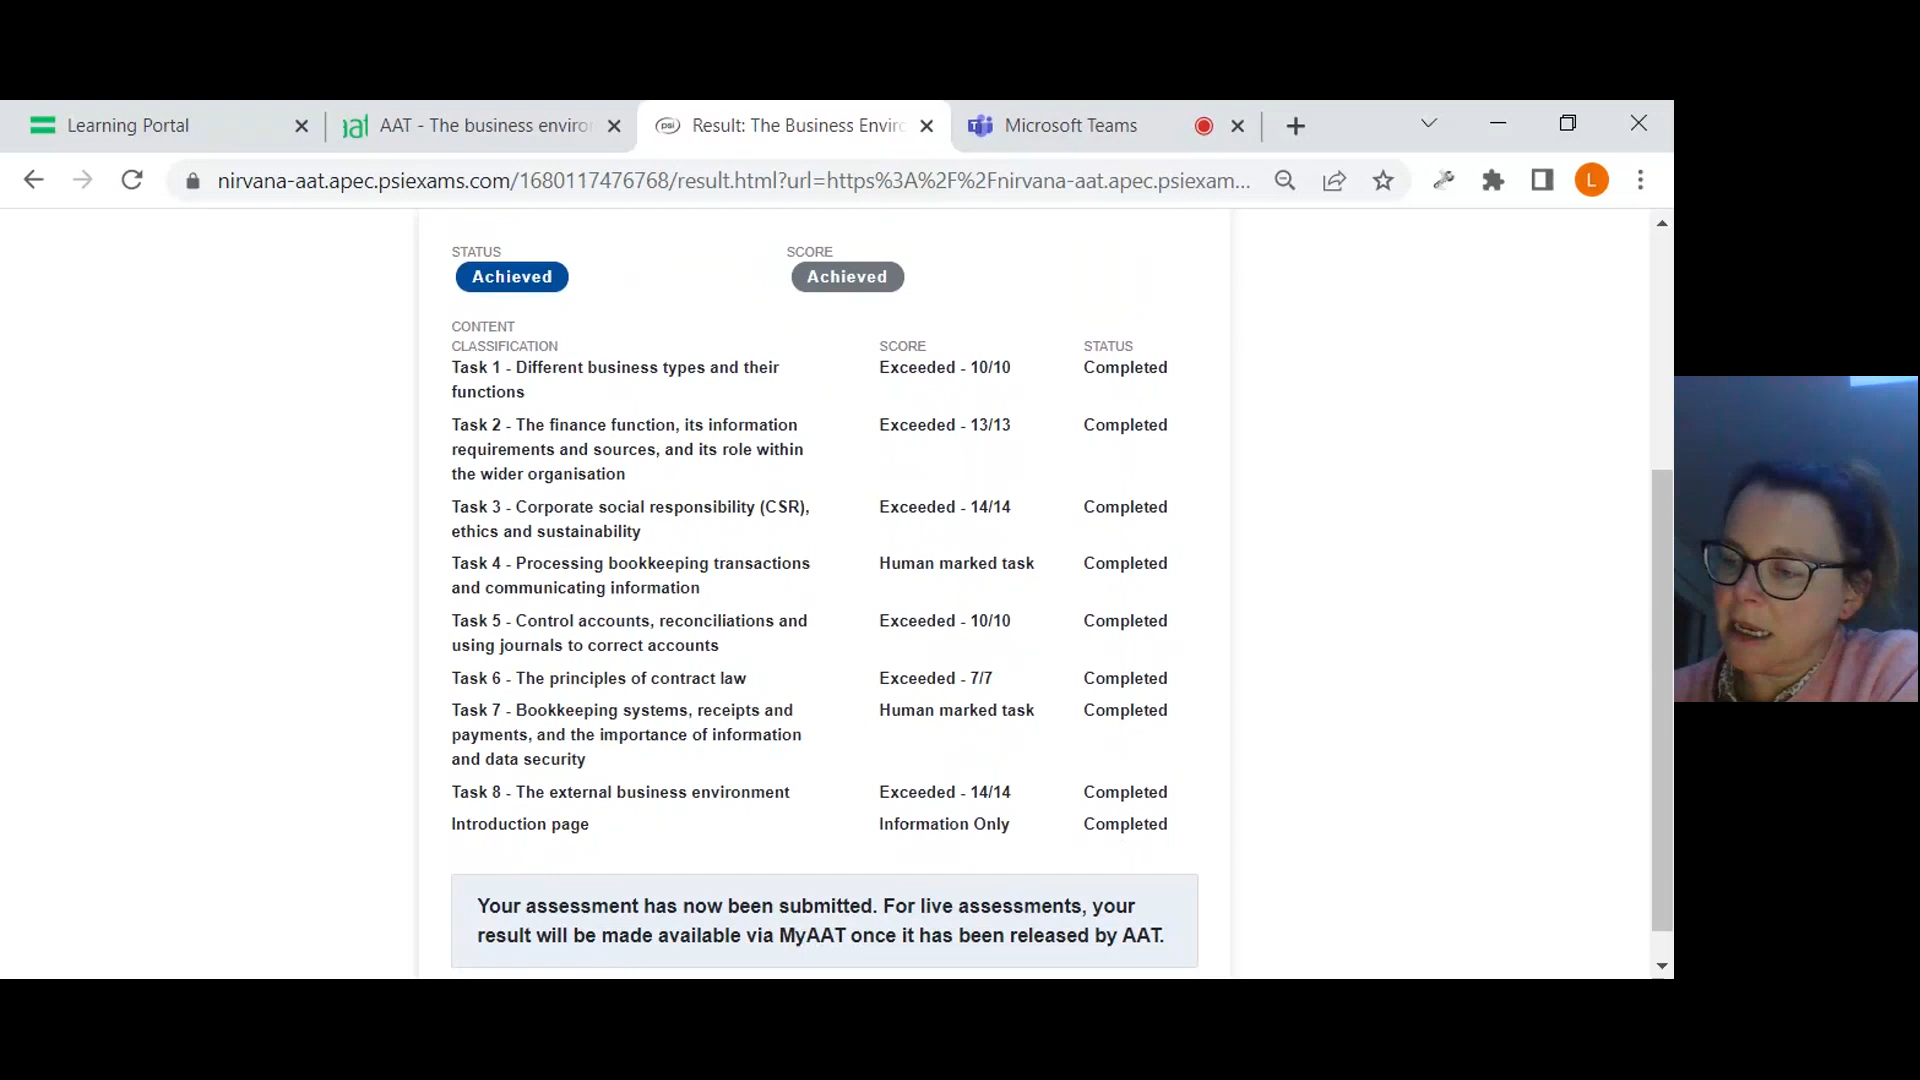 Learning Portal
AAT - The business enviro
psi
Result: The Business Envir
Microsoft Teams
nirvana-aat.apec.psiexams.com/1680117476768/result.html?url=https%3A%2F%2Fnirvana-aat.apec.psiexam...
L
STATUS
SCORE
Achieved
Achieved
CONTENT
CLASSIFICATION
SCORE
STATUS
Task 1 - Different business types and their
functions
Exceeded - 10/10
Completed
Task 2 - The finance function, its information
requirements and sources, and its role within
the wider organisation
Exceeded - 13/13
Completed
Task 3 - Corporate social responsibility (CSR),
ethics and sustainability
Exceeded - 14/14
Completed
Task 4 - Processing bookkeeping transactions
and communicating information
Human marked task
Completed
Task 5 - Control accounts, reconciliations and
using journals to correct accounts
Exceeded - 10/10
Completed
Task 6 - The principles of contract law
Exceeded - 7/7
Completed
Task 7 - Bookkeeping systems, receipts and
payments, and the importance of information
and data security
Human marked task
Completed
Task 8 - The external business environment
Exceeded - 14/14
Completed
Introduction page
Information Only
Completed
Your assessment has now been submitted. For live assessments, your
result will be made available via MyAAT once it has been released by AAT.